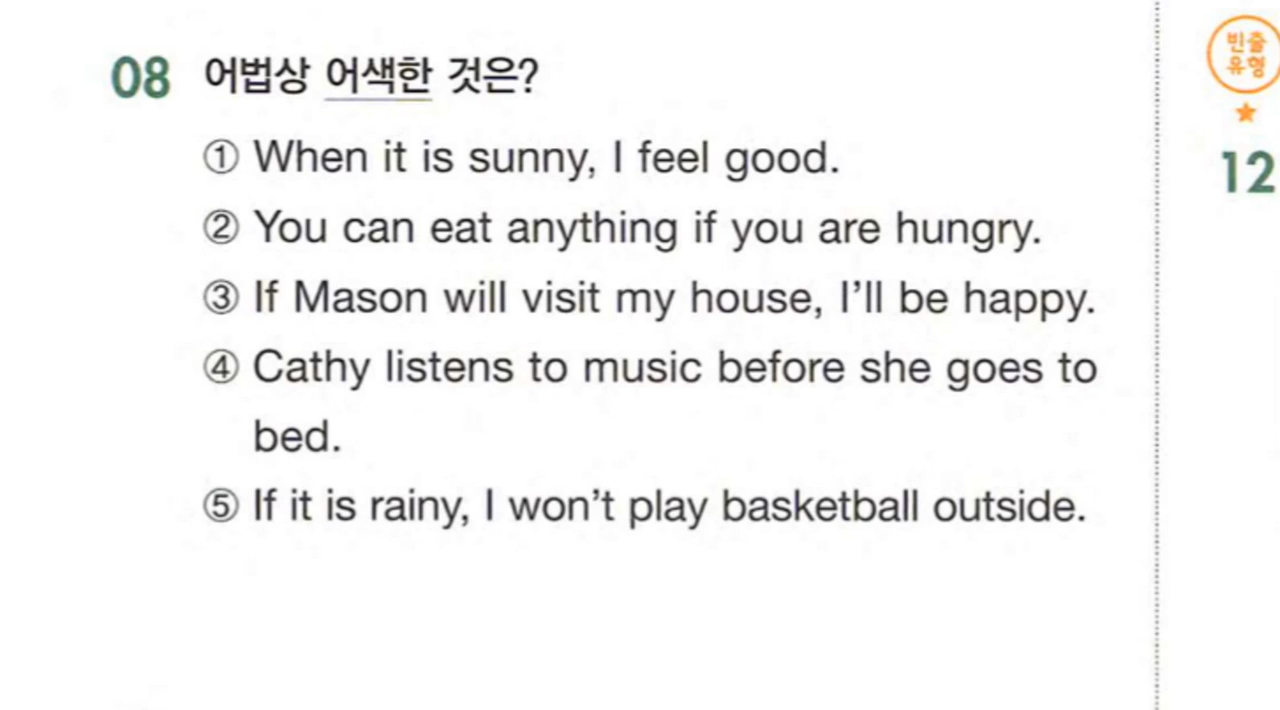 08 어법상 어색한 것은?
① When it is sunny, I feel good.
② You can eat anything if you are hungry.
③ If Mason will visit my house, I'll be happy.
④ Cathy listens to music before she goes to
bed.
⑤ If it is rainy, I won't play basketball outside.
빈출
유형
12